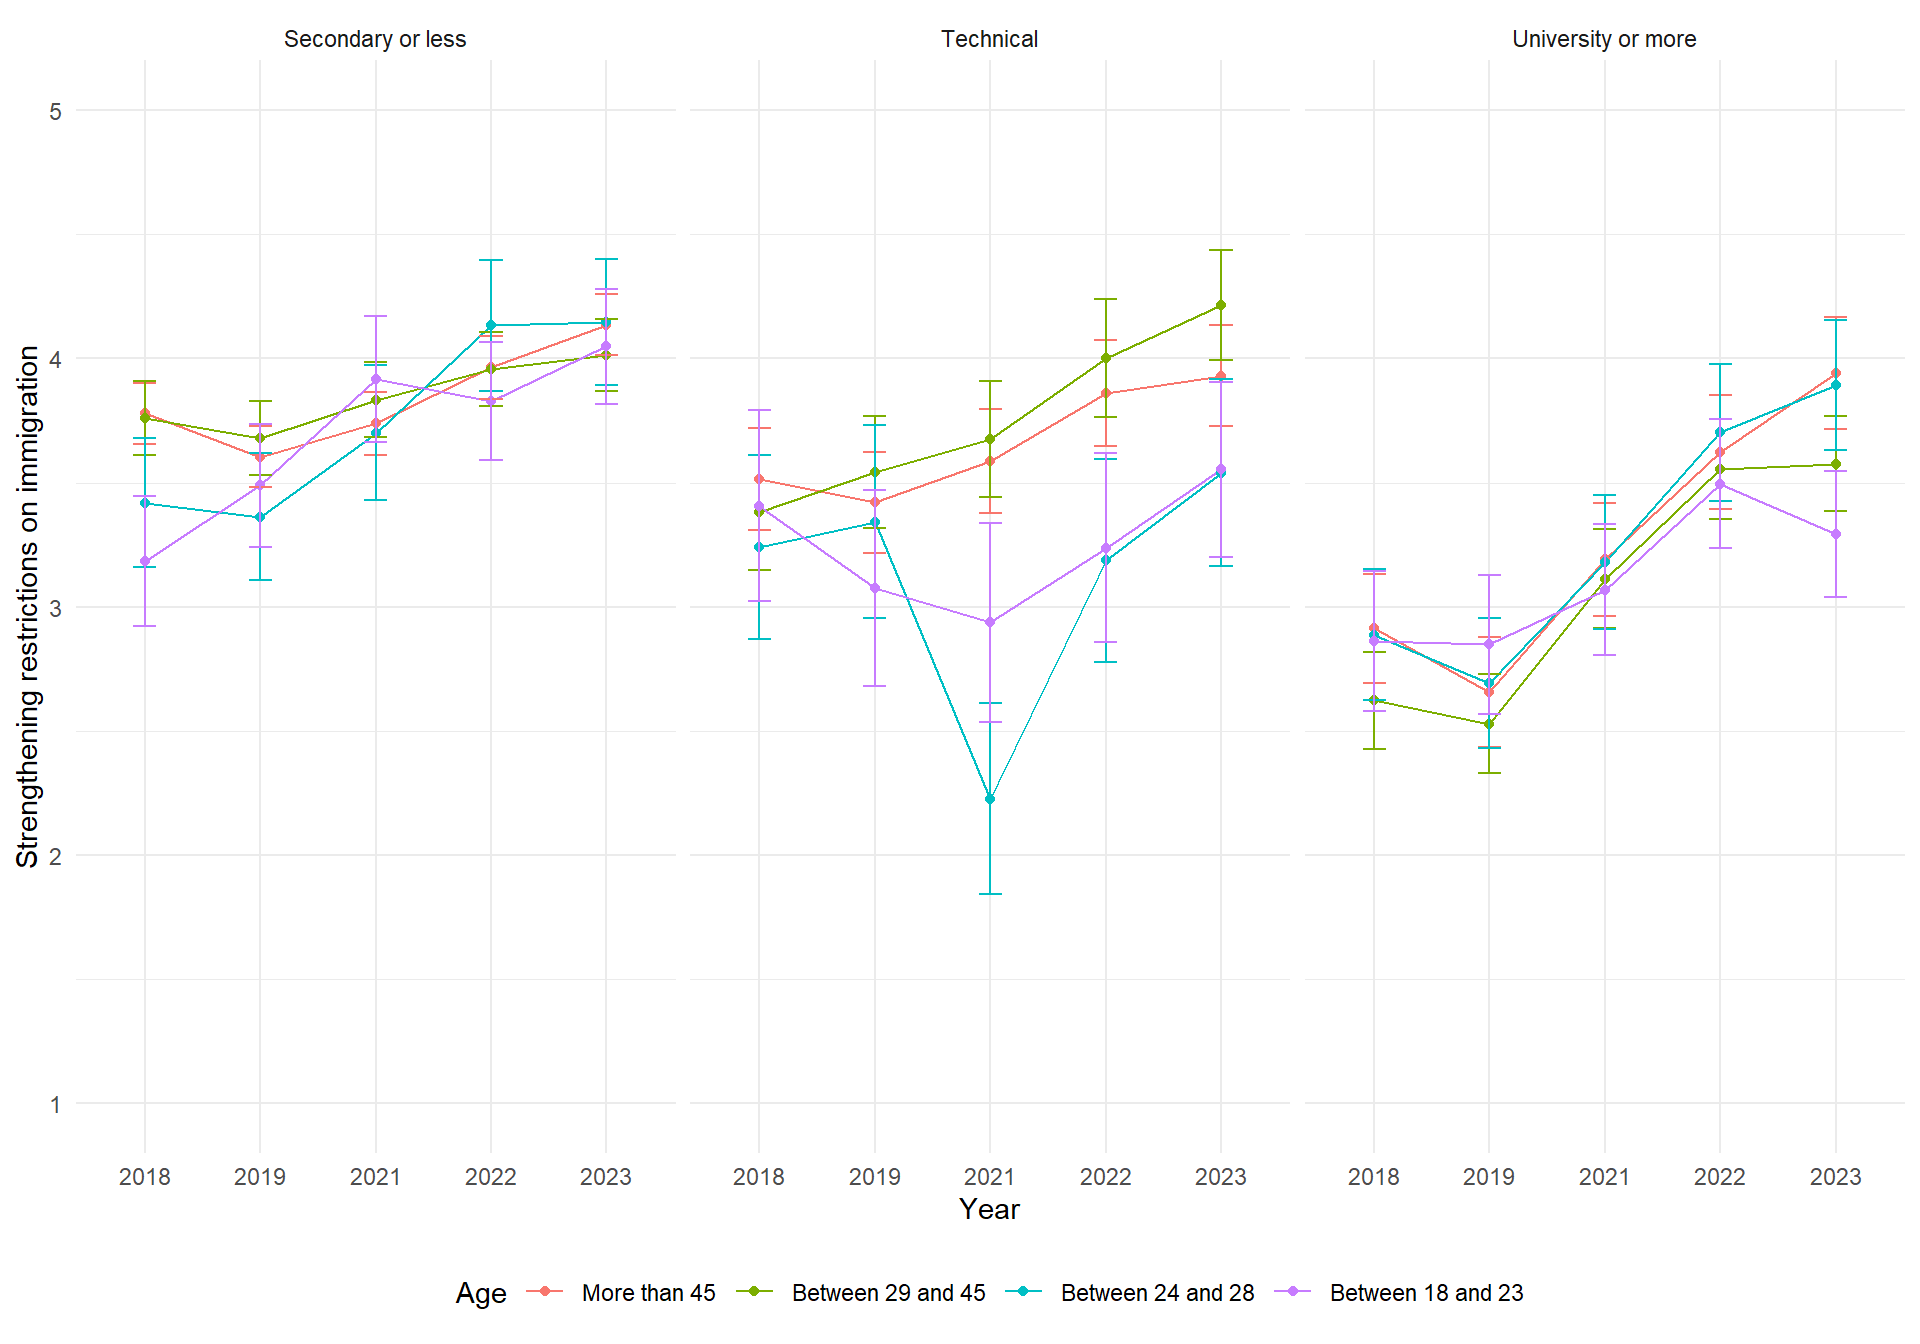 Secondary or less
Technical
University or more
Strengthening restrictions on immigration
5
4
3
2
1
2018 2019 2021 2022 2023
2018 2019 2021 2022 2023
2018 2019 2021 2022 2023
Year
Age More than 45 Between 29 and 45 Between 24 and 28 Between 18 and 23